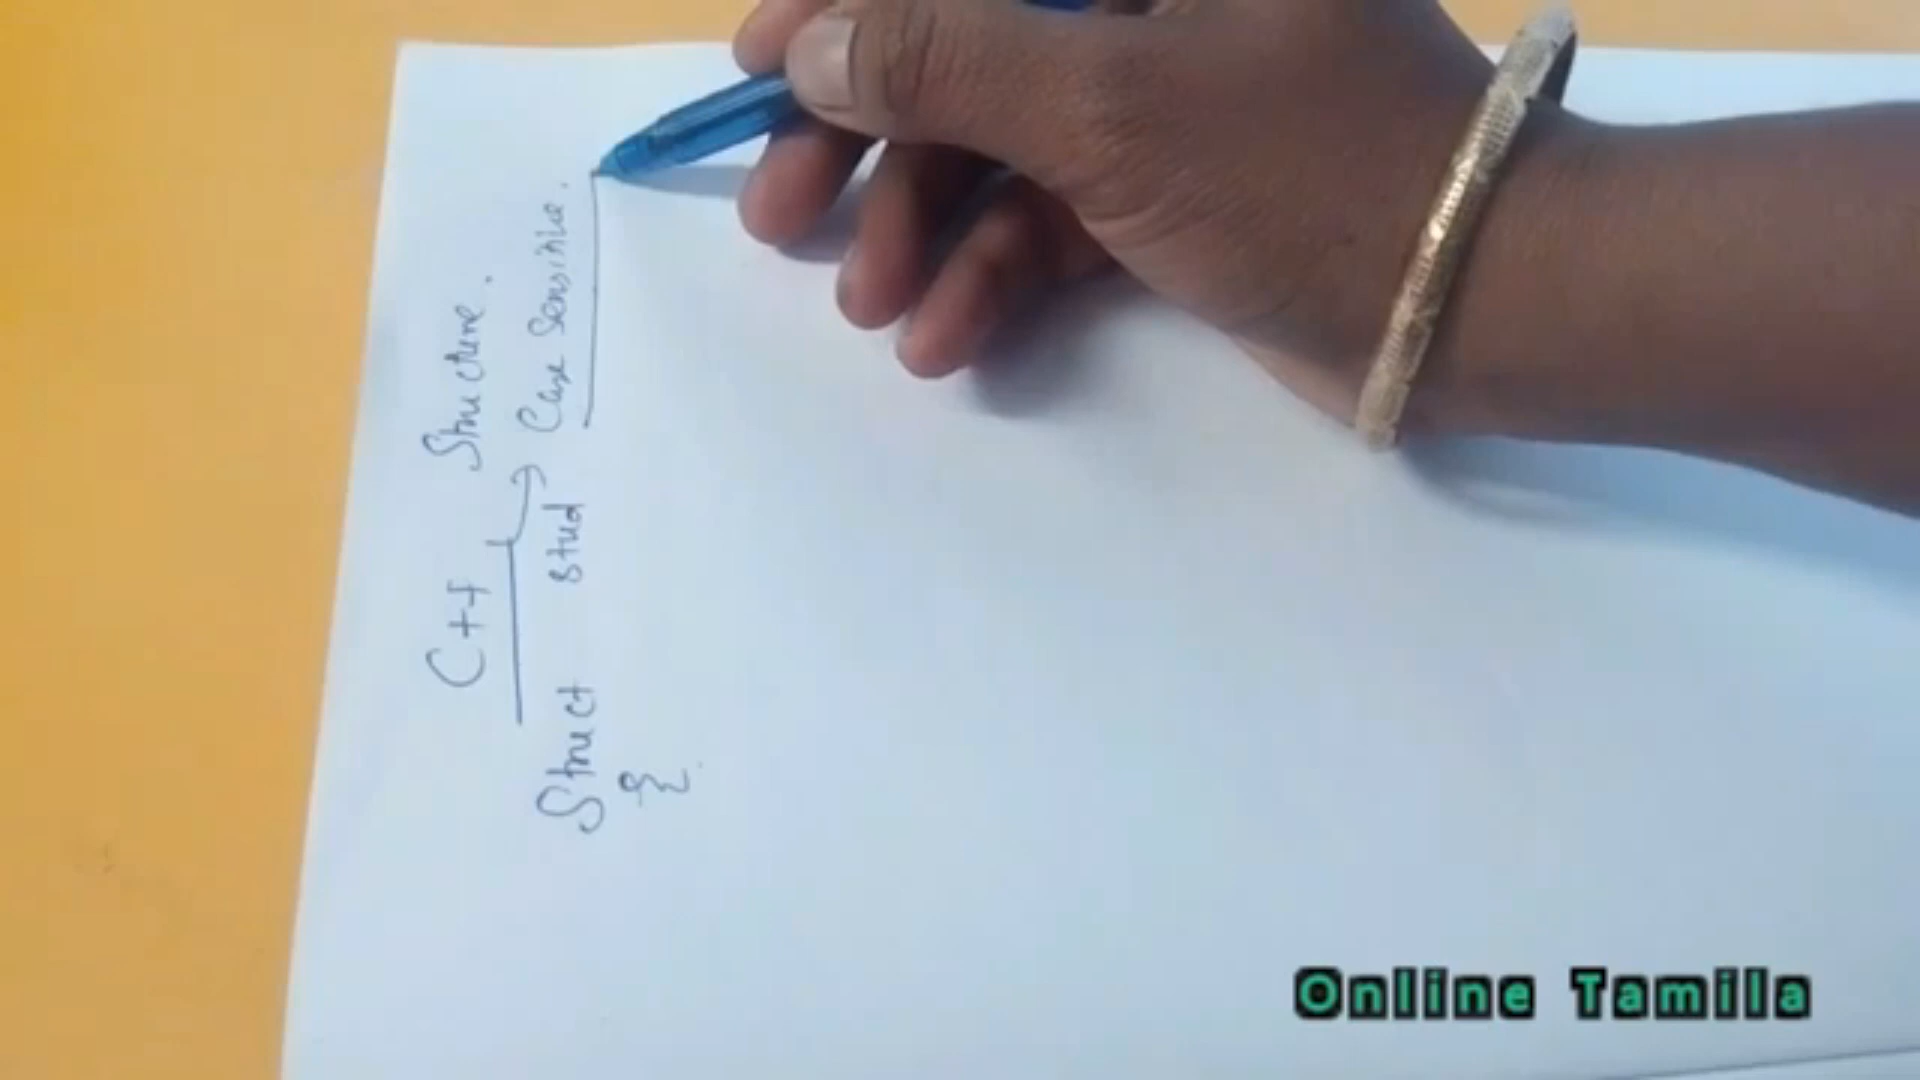 C++ Structure.
→ Case Sensitive.
Struct stud
{
Online Tamila